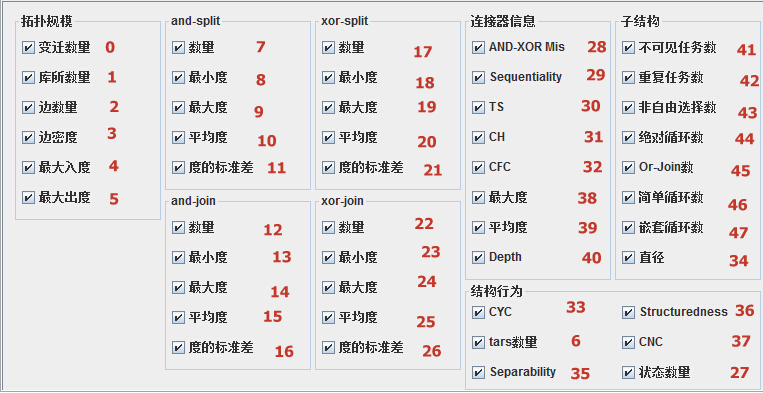 拓扑规模
变迁数量 0
库所数量 1
边数量 2
边密度 3
最大入度 4
最大出度 5
and-split
数量 7
最小度 8
最大度 9
平均度 10
度的标准差 11
xor-split
数量 17
最小度 18
最大度 19
平均度 20
度的标准差 21
and-join
数量 12
最小度 13
最大度 14
平均度 15
度的标准差 16
xor-join
数量 22
最小度 23
最大度 24
平均度 25
度的标准差 26
连接器信息
AND-XOR Mis 28
Sequentiality 29
TS 30
CH 31
CFC 32
最大度 38
平均度 39
Depth 40
子结构
不可见任务数 41
重复任务数 42
非自由选择数 43
绝对循环数 44
Or-Join数 45
简单循环数 46
嵌套循环数 47
直径 34
结构行为
CYC 33
Structuredness 36
tars数量 6
CNC 37
Separability 35
状态数量 27